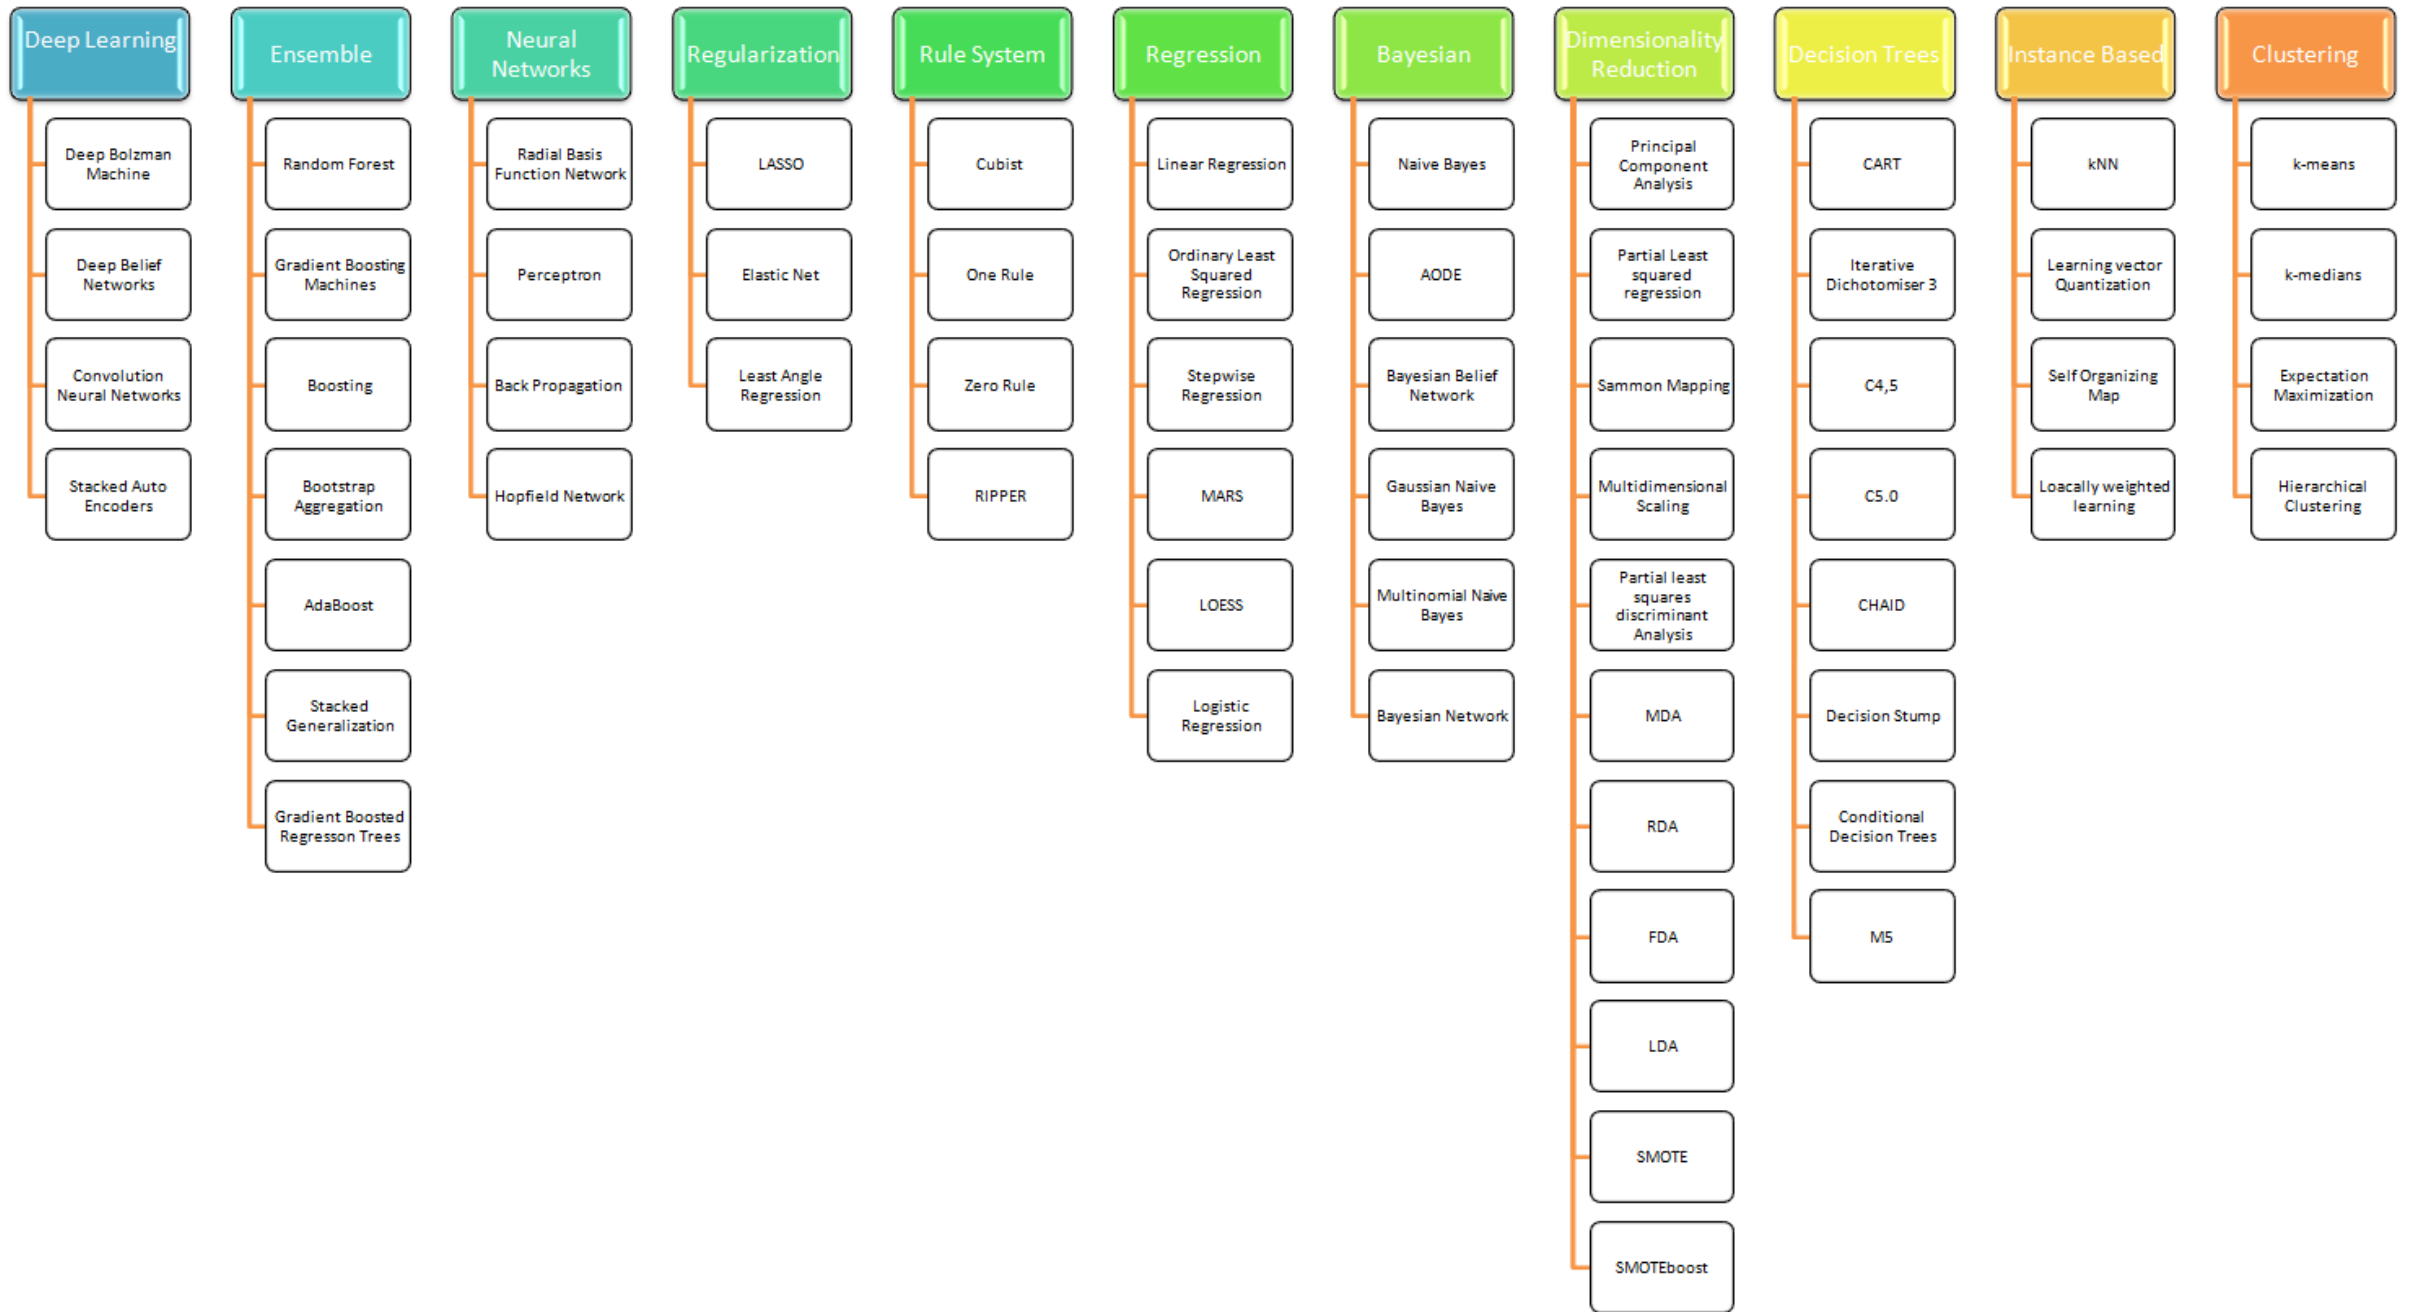 Deep Learning
Deep Bolzman
Machine
Deep Belief
Networks
Convolution
Neural Networks
Stacked Auto
Encoders
Ensemble
Random Forest
Gradient Boosting
Machines
Boosting
Bootstrap
Aggregation
AdaBoost
Stacked
Generalization
Gradient Boosted
Regresson Trees
Neural
Networks
Radial Basis
Function Network
Perceptron
Back Propagation
Hopfield Network
Regularization
LASSO
Elastic Net
Least Angle
Regression
Rule System
Cubist
One Rule
Zero Rule
RIPPER
Regression
Linear Regression
Ordinary Least
Squared
Regression
Stepwise
Regression
MARS
LOESS
Logistic
Regression
Bayesian
Naive Bayes
AODE
Bayesian Belief
Network
Gaussian Naive
Bayes
Multinomial Naive
Bayes
Bayesian Network
Dimensionality
Reduction
Principal
Component
Analysis
Partial Least
squared
regression
Sammon Mapping
Multidimensional
Scaling
Partial least
squares
discriminant
Analysis
MDA
RDA
FDA
LDA
SMOTE
SMOTEboost
Decision Trees
CART
Iterative
Dichotomiser 3
C4,5
C5.0
CHAID
Decision Stump
Conditional
Decision Trees
M5
Instance Based
kNN
Learning vector
Quantization
Self Organizing
Map
Loacally weighted
learning
Clustering
k-means
k-medians
Expectation
Maximization
Hierarchical
Clustering